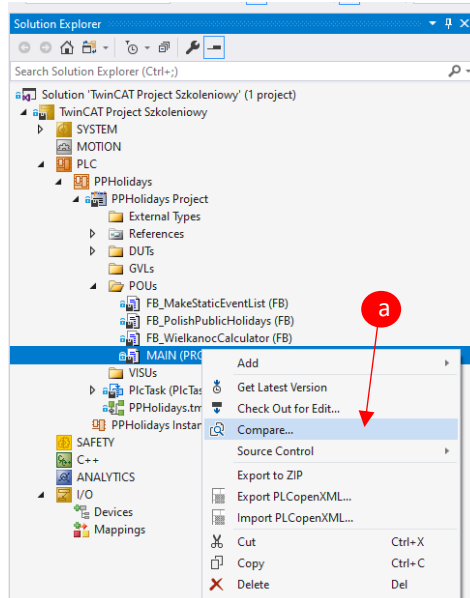 Solution Explorer
Search Solution Explorer (Ctrl+;)
Solution 'TwinCAT Project Szkoleniowy' (1 project)
TwinCAT Project Szkoleniowy
SYSTEM
MOTION
PLC
PPHolidays
PPHolidays Project
External Types
References
DUTs
GVLs
POUs
FB_MakeStaticEventList (FB)
a
FB_PolishPublicHolidays (FB)
FB_WielkanocCalculator (FB)
MAIN (PRG
VISUs
PlcTask (PlcTas
PPHolidays.tm
PPHolidays Instan
SAFETY
C++
ANALYTICS
I/O
Devices
Mappings
Add
Get Latest Version
Check Out for Edit...
Compare...
Source Control
Export to ZIP
Export PLCopenXML...
Import PLCopenXML...
Cut Ctrl+X
Copy Ctrl+C
Delete Del